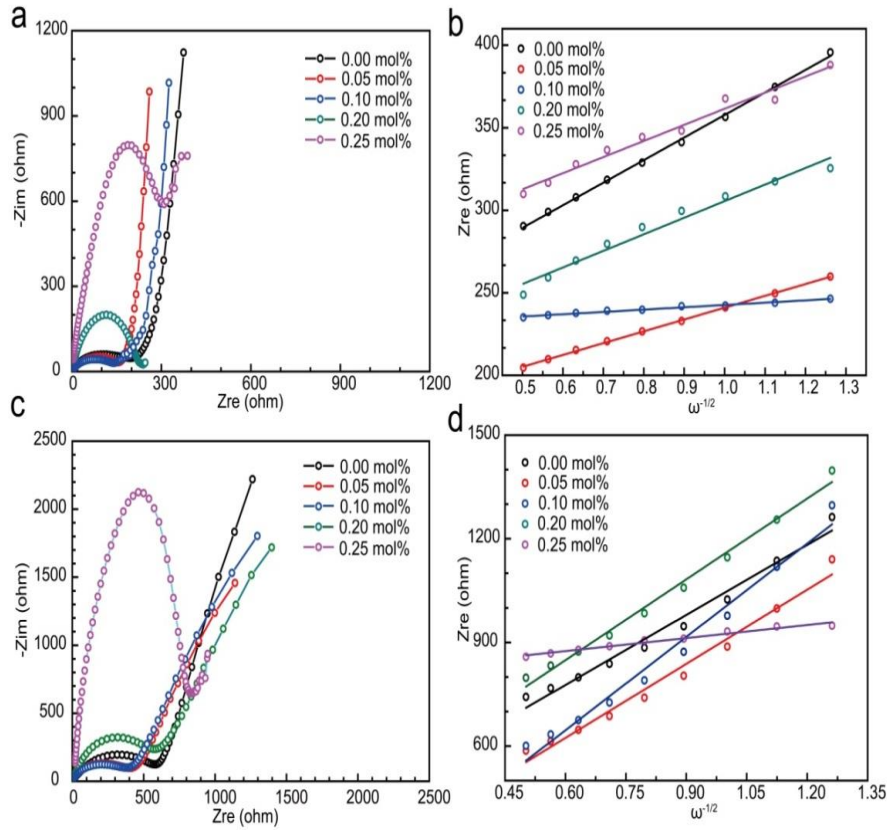 a
-Zim (ohm)
1200
900
600
300
0
0 300 600 900 1200
Zre (ohm)
0.00 mol%
0.05 mol%
0.10 mol%
0.20 mol%
0.25 mol%
b
Zre (ohm)
400
350
300
250
200
0.5 0.6 0.7 0.8 0.9 1.0 1.1 1.2 1.3
ω-1/2
0.00 mol%
0.05 mol%
0.10 mol%
0.20 mol%
0.25 mol%
c
-Zim (ohm)
2500
2000
1500
1000
500
0
0 500 1000 1500 2000 2500
Zre (ohm)
0.00 mol%
0.05 mol%
0.10 mol%
0.20 mol%
0.25 mol%
d
Zre (ohm)
1500
1200
900
600
0.45 0.60 0.75 0.90 1.05 1.20 1.35
ω-1/2
0.00 mol%
0.05 mol%
0.10 mol%
0.20 mol%
0.25 mol%